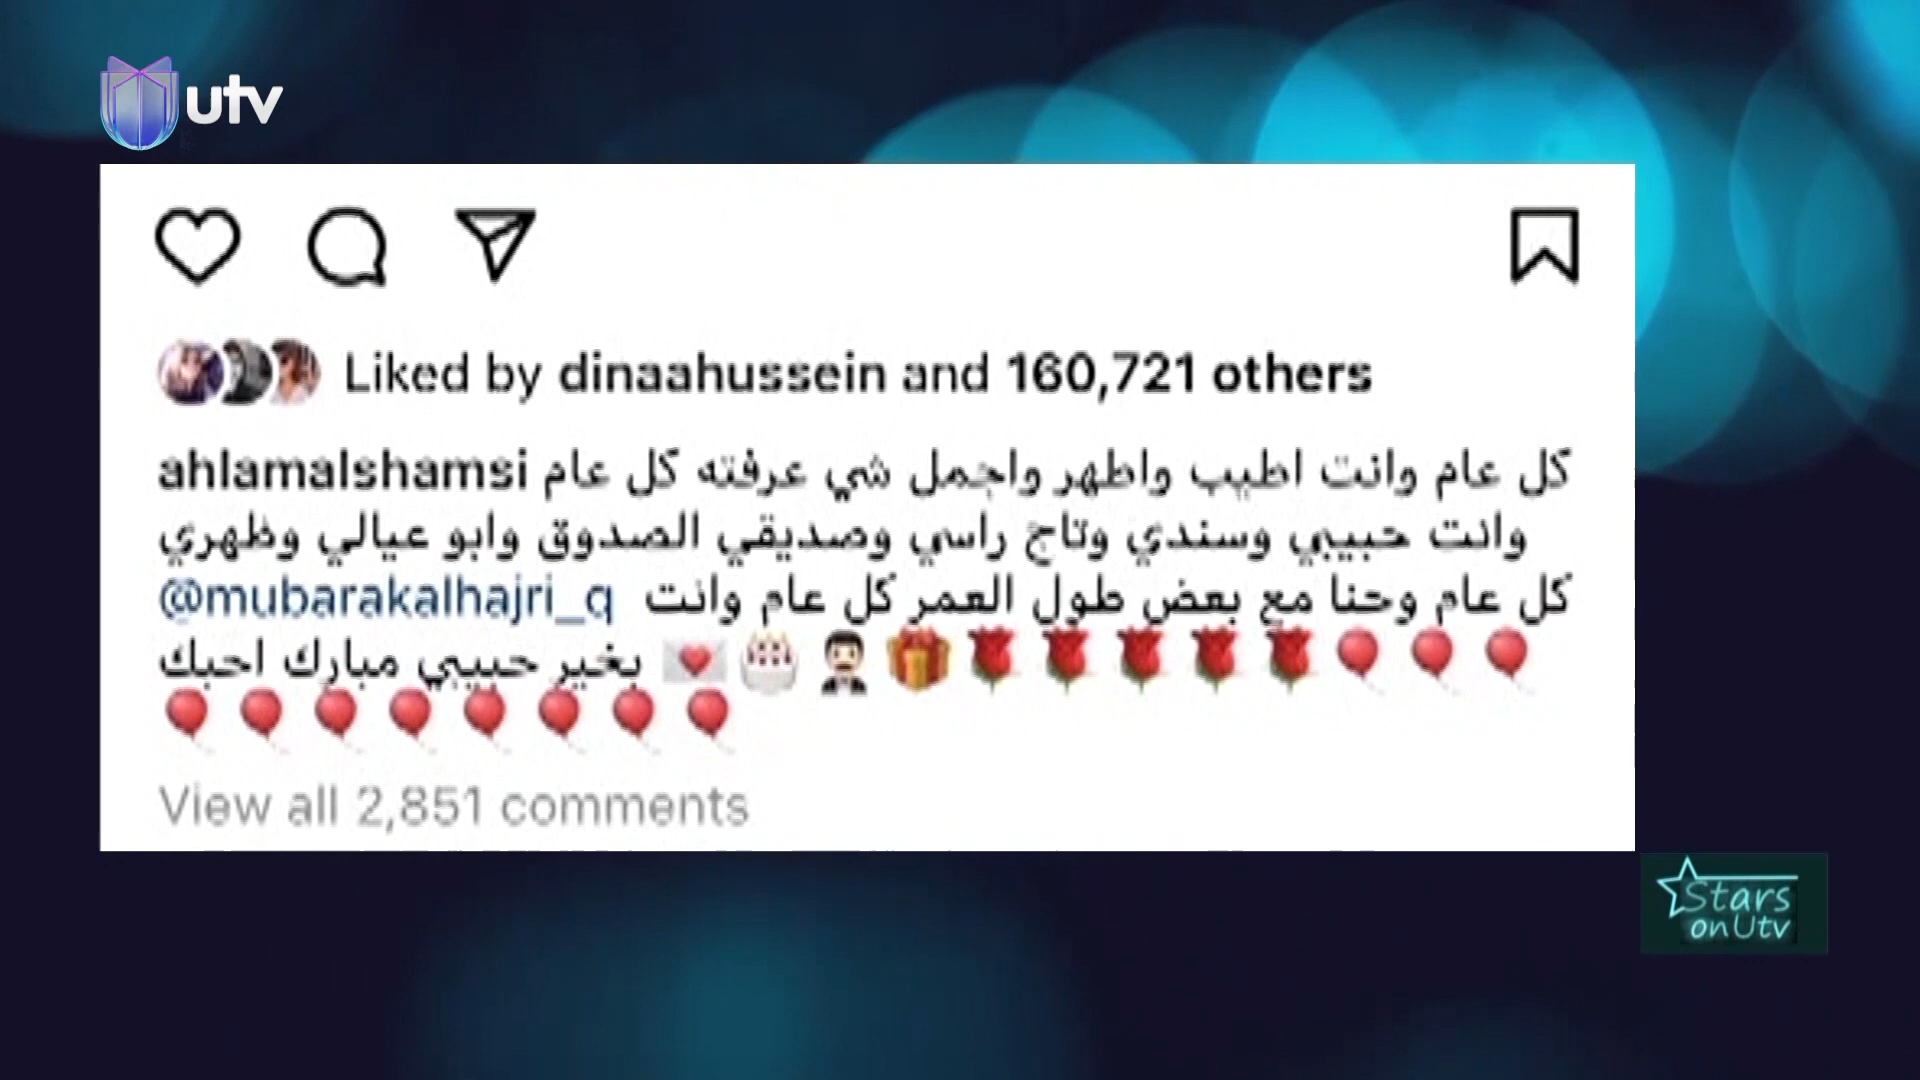 utv
Liked by dinaahussein and 160,721 others
ahlamalshamsi كل عام وانت اطيب واطهر واجمل شي عرفته كل عام
وانت حبيبي وسندي وتاج راسي وصديقي الصدوق وابو عيالي وظهري
كل عام وحنا مع بعض طول العمر كل عام وانت @mubarakalhajri_q
بخير حبيبي مبارك احبك 💌🎂🤵🏻🎁🌹🌹🌹🌹🌹🎈🎈🎈
🎈🎈🎈🎈🎈🎈🎈🎈
View all 2,851 comments
Stars
on Utv